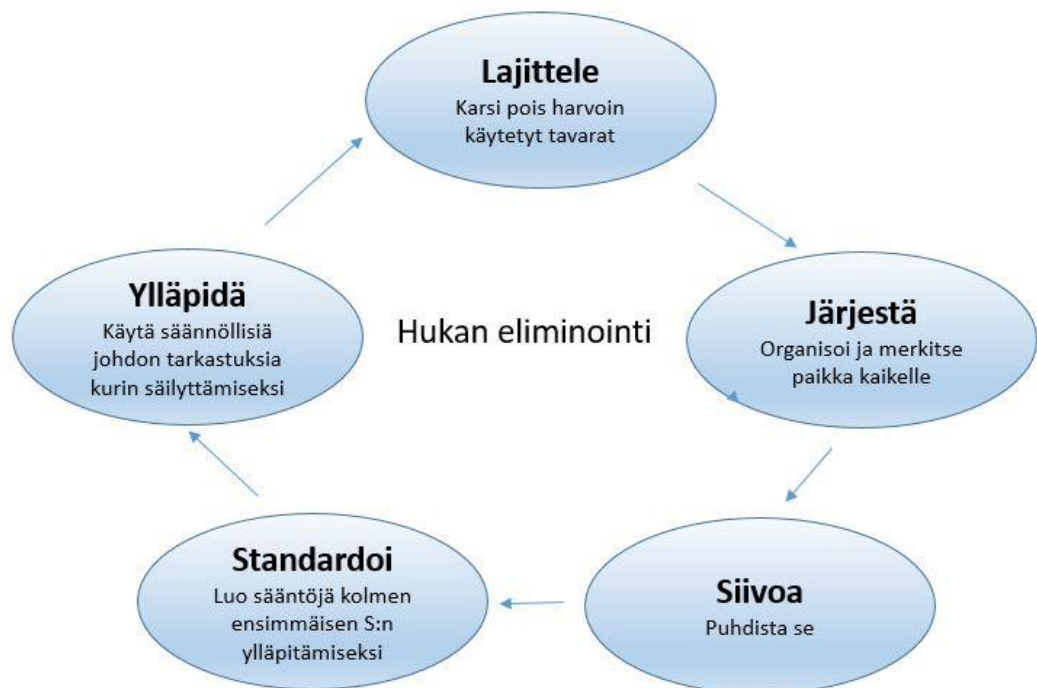 Lajittele
Karsi pois harvoin
käytetyt tavarat
Järjestä
Organisoi ja merkitse
paikka kaikelle
Siivoa
Puhdista se
Standardoi
Luo sääntöjä kolmen
ensimmäisen S:n
ylläpitämiseksi
Ylläpidä
Käytä säännöllisiä
johdon tarkastuksia
kurin säilyttämiseksi
Hukan eliminointi